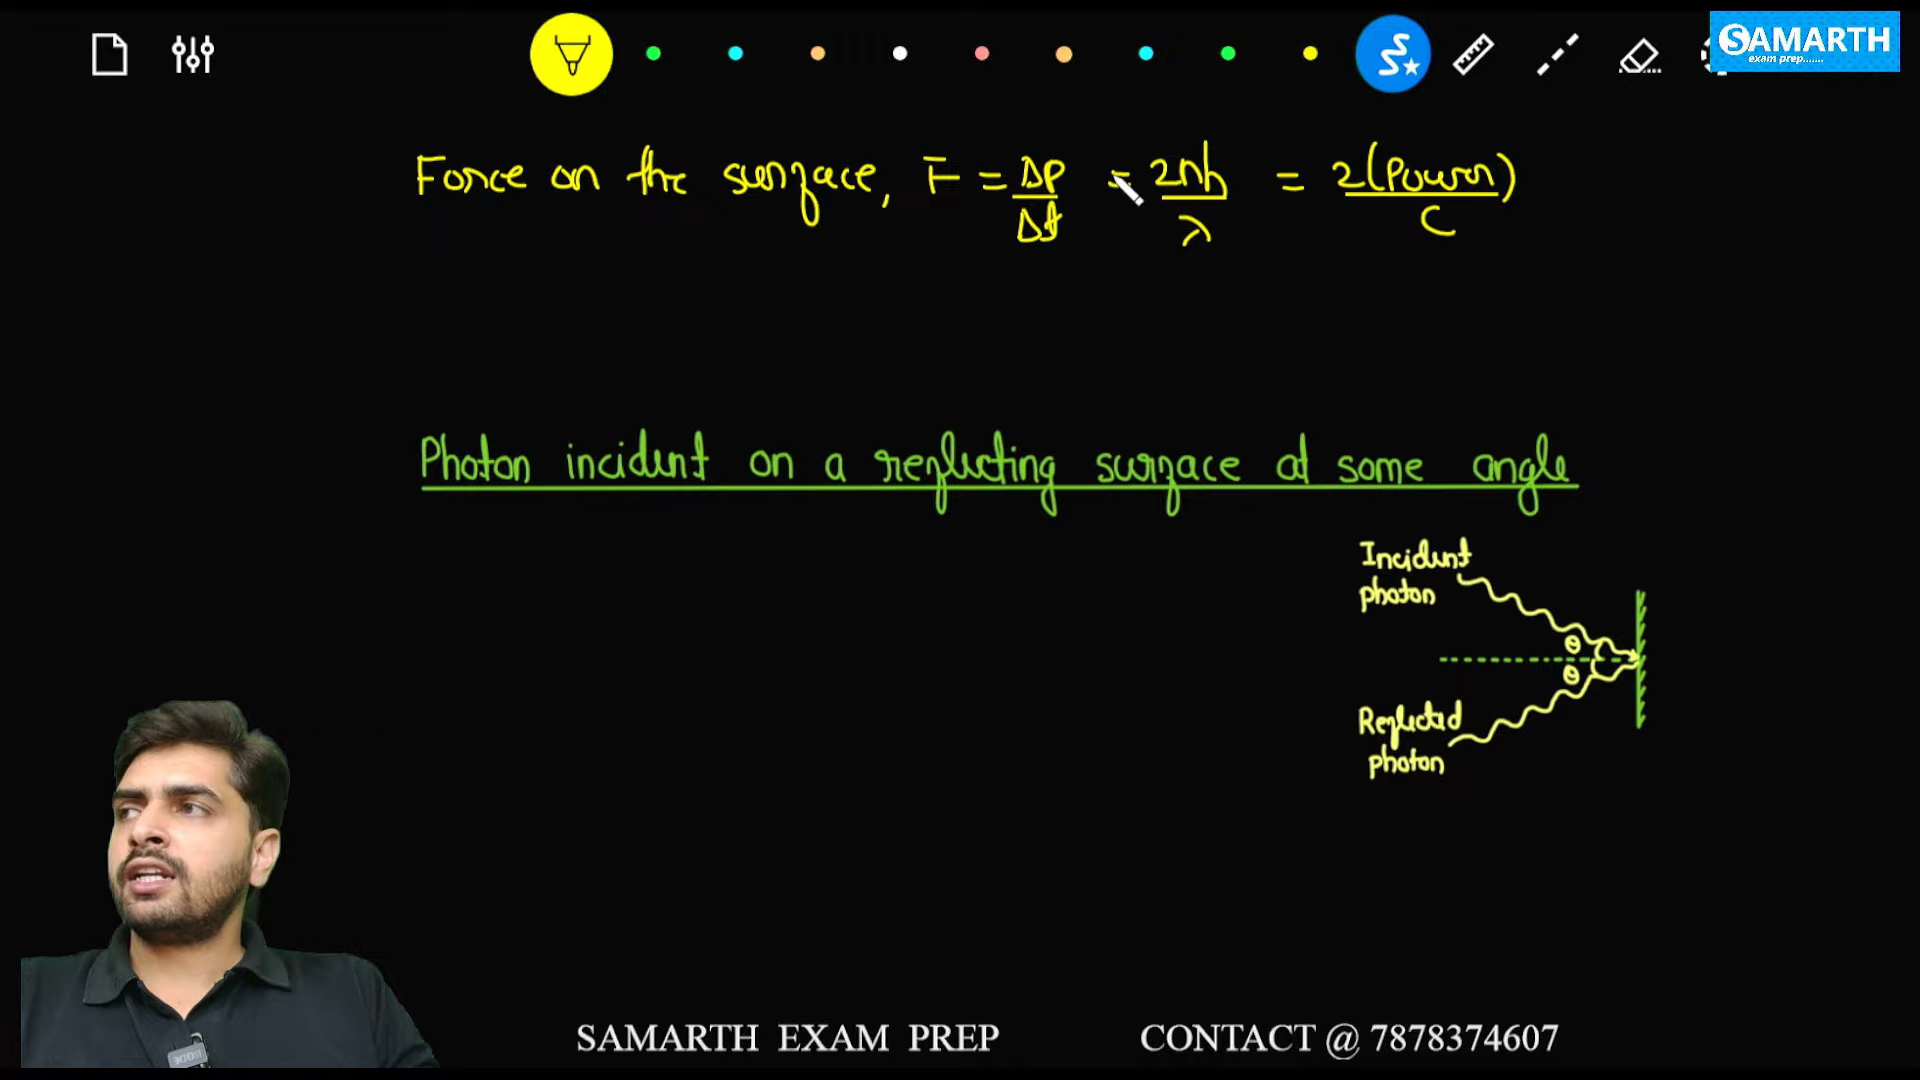 SAMARTH
exam prep.......
Force on the surface, F = Δp/Δt = 2nh/λ = 2(Power)/C
Photon incident on a reflecting surface at some angle
Incident
photon
θ
θ
Reflected
photon
SAMARTH EXAM PREP CONTACT @ 7878374607